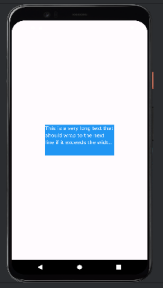 This is a very long text that
should wrap to the next
line if it exceeds the widt...